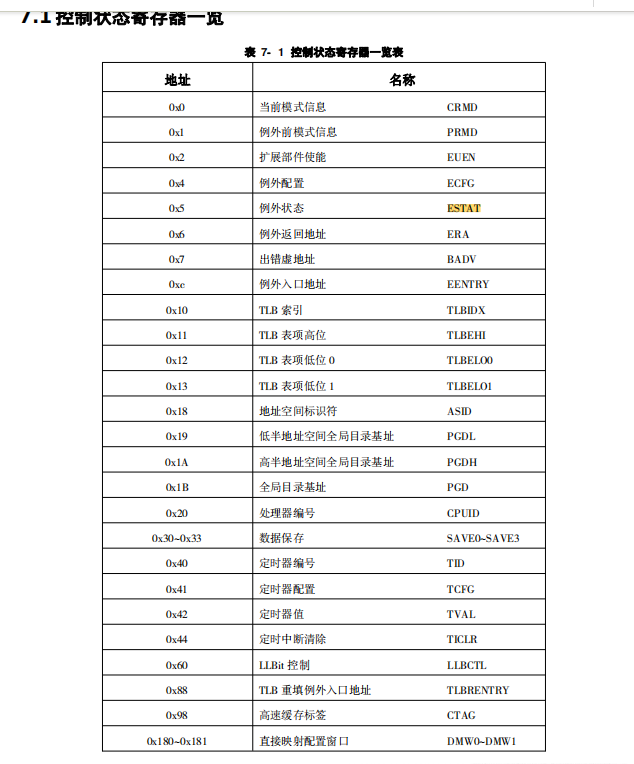 7.1 控制状态寄存器一览
表 7- 1 控制状态寄存器一览表
地址 名称
0x0 当前模式信息 CRMD
0x1 例外前模式信息 PRMD
0x2 扩展部件使能 EUEN
0x4 例外配置 ECFG
0x5 例外状态 ESTAT
0x6 例外返回地址 ERA
0x7 出错虚地址 BADV
0xc 例外入口地址 EENTRY
0x10 TLB 索引 TLBIDX
0x11 TLB 表项高位 TLBEHI
0x12 TLB 表项低位 0 TLBELO0
0x13 TLB 表项低位 1 TLBELO1
0x18 地址空间标识符 ASID
0x19 低半地址空间全局目录基址 PGDL
0x1A 高半地址空间全局目录基址 PGDH
0x1B 全局目录基址 PGD
0x20 处理器编号 CPUID
0x30~0x33 数据保存 SAVE0~SAVE3
0x40 定时器编号 TID
0x41 定时器配置 TCFG
0x42 定时器值 TVAL
0x44 定时中断清除 TICLR
0x60 LLBit 控制 LLBCTL
0x88 TLB 重填例外入口地址 TLBRENTRY
0x98 高速缓存标签 CTAG
0x180~0x181 直接映射配置窗口 DMW0~DMW1